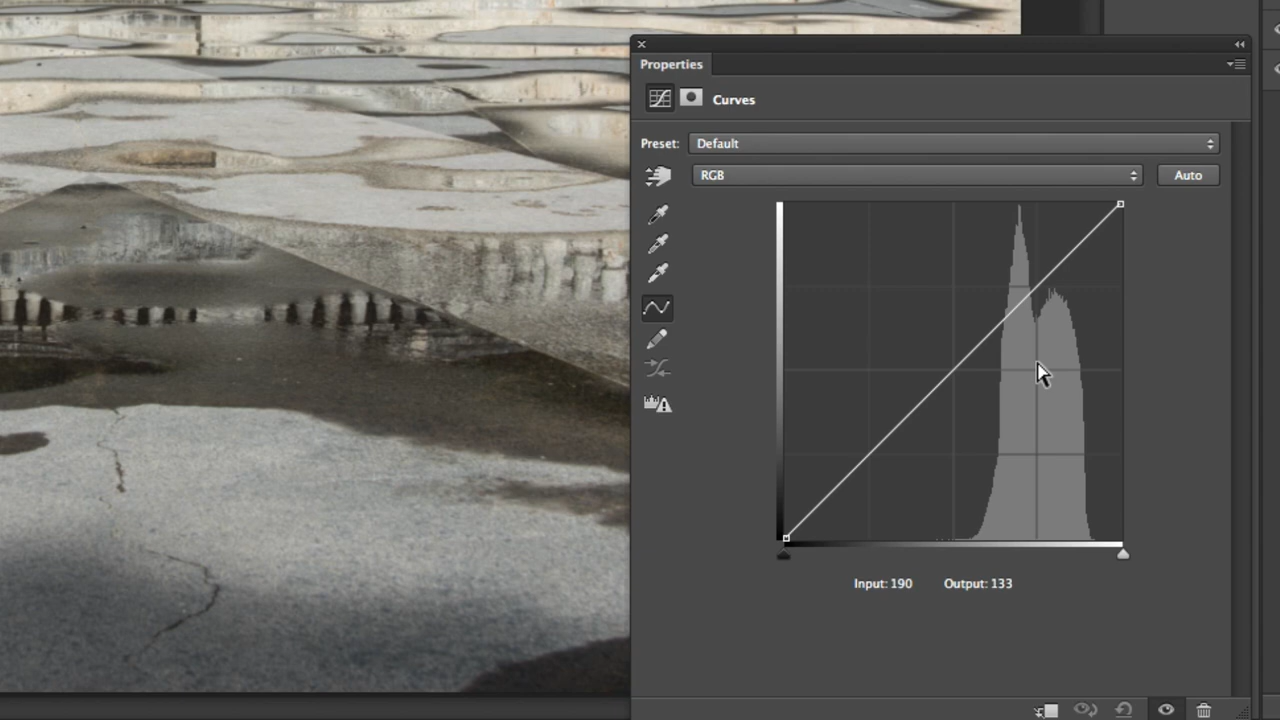 Properties
Curves
Preset: Default
RGB Auto
Input: 190 Output: 133